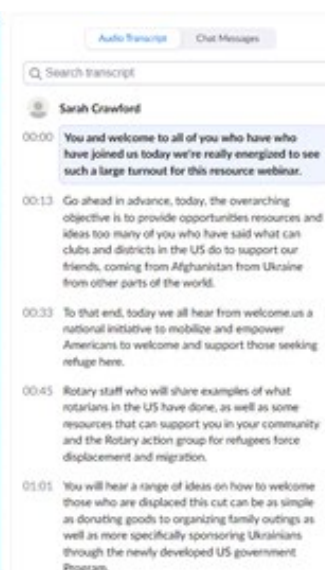 Audio Transcript Chat Messages
Search transcript
Sarah Crawford
00:00 You and welcome to all of you who have who
have joined us today we're really energized to see
such a large turnout for this resource webinar.
00:13 Go ahead in advance, today, the overarching
objective is to provide opportunities resources and
ideas too many of you who have said what can
clubs and districts in the US do to support our
friends, coming from Afghanistan from Ukraine
from other parts of the world.
00:33 To that end, today we all hear from welcome.us a
national initiative to mobilize and empower
Americans to welcome and support those seeking
refuge here.
00:45 Rotary staff who will share examples of what
rotarians in the US have done, as well as some
resources that can support you in your community
and the Rotary action group for refugees force
displacement and migration.
01:01 You will hear a range of ideas on how to welcome
those who are displaced this cut can be as simple
as donating goods to organizing family outings as
well as more specifically sponsoring Ukrainians
through the newly developed US government
Program.